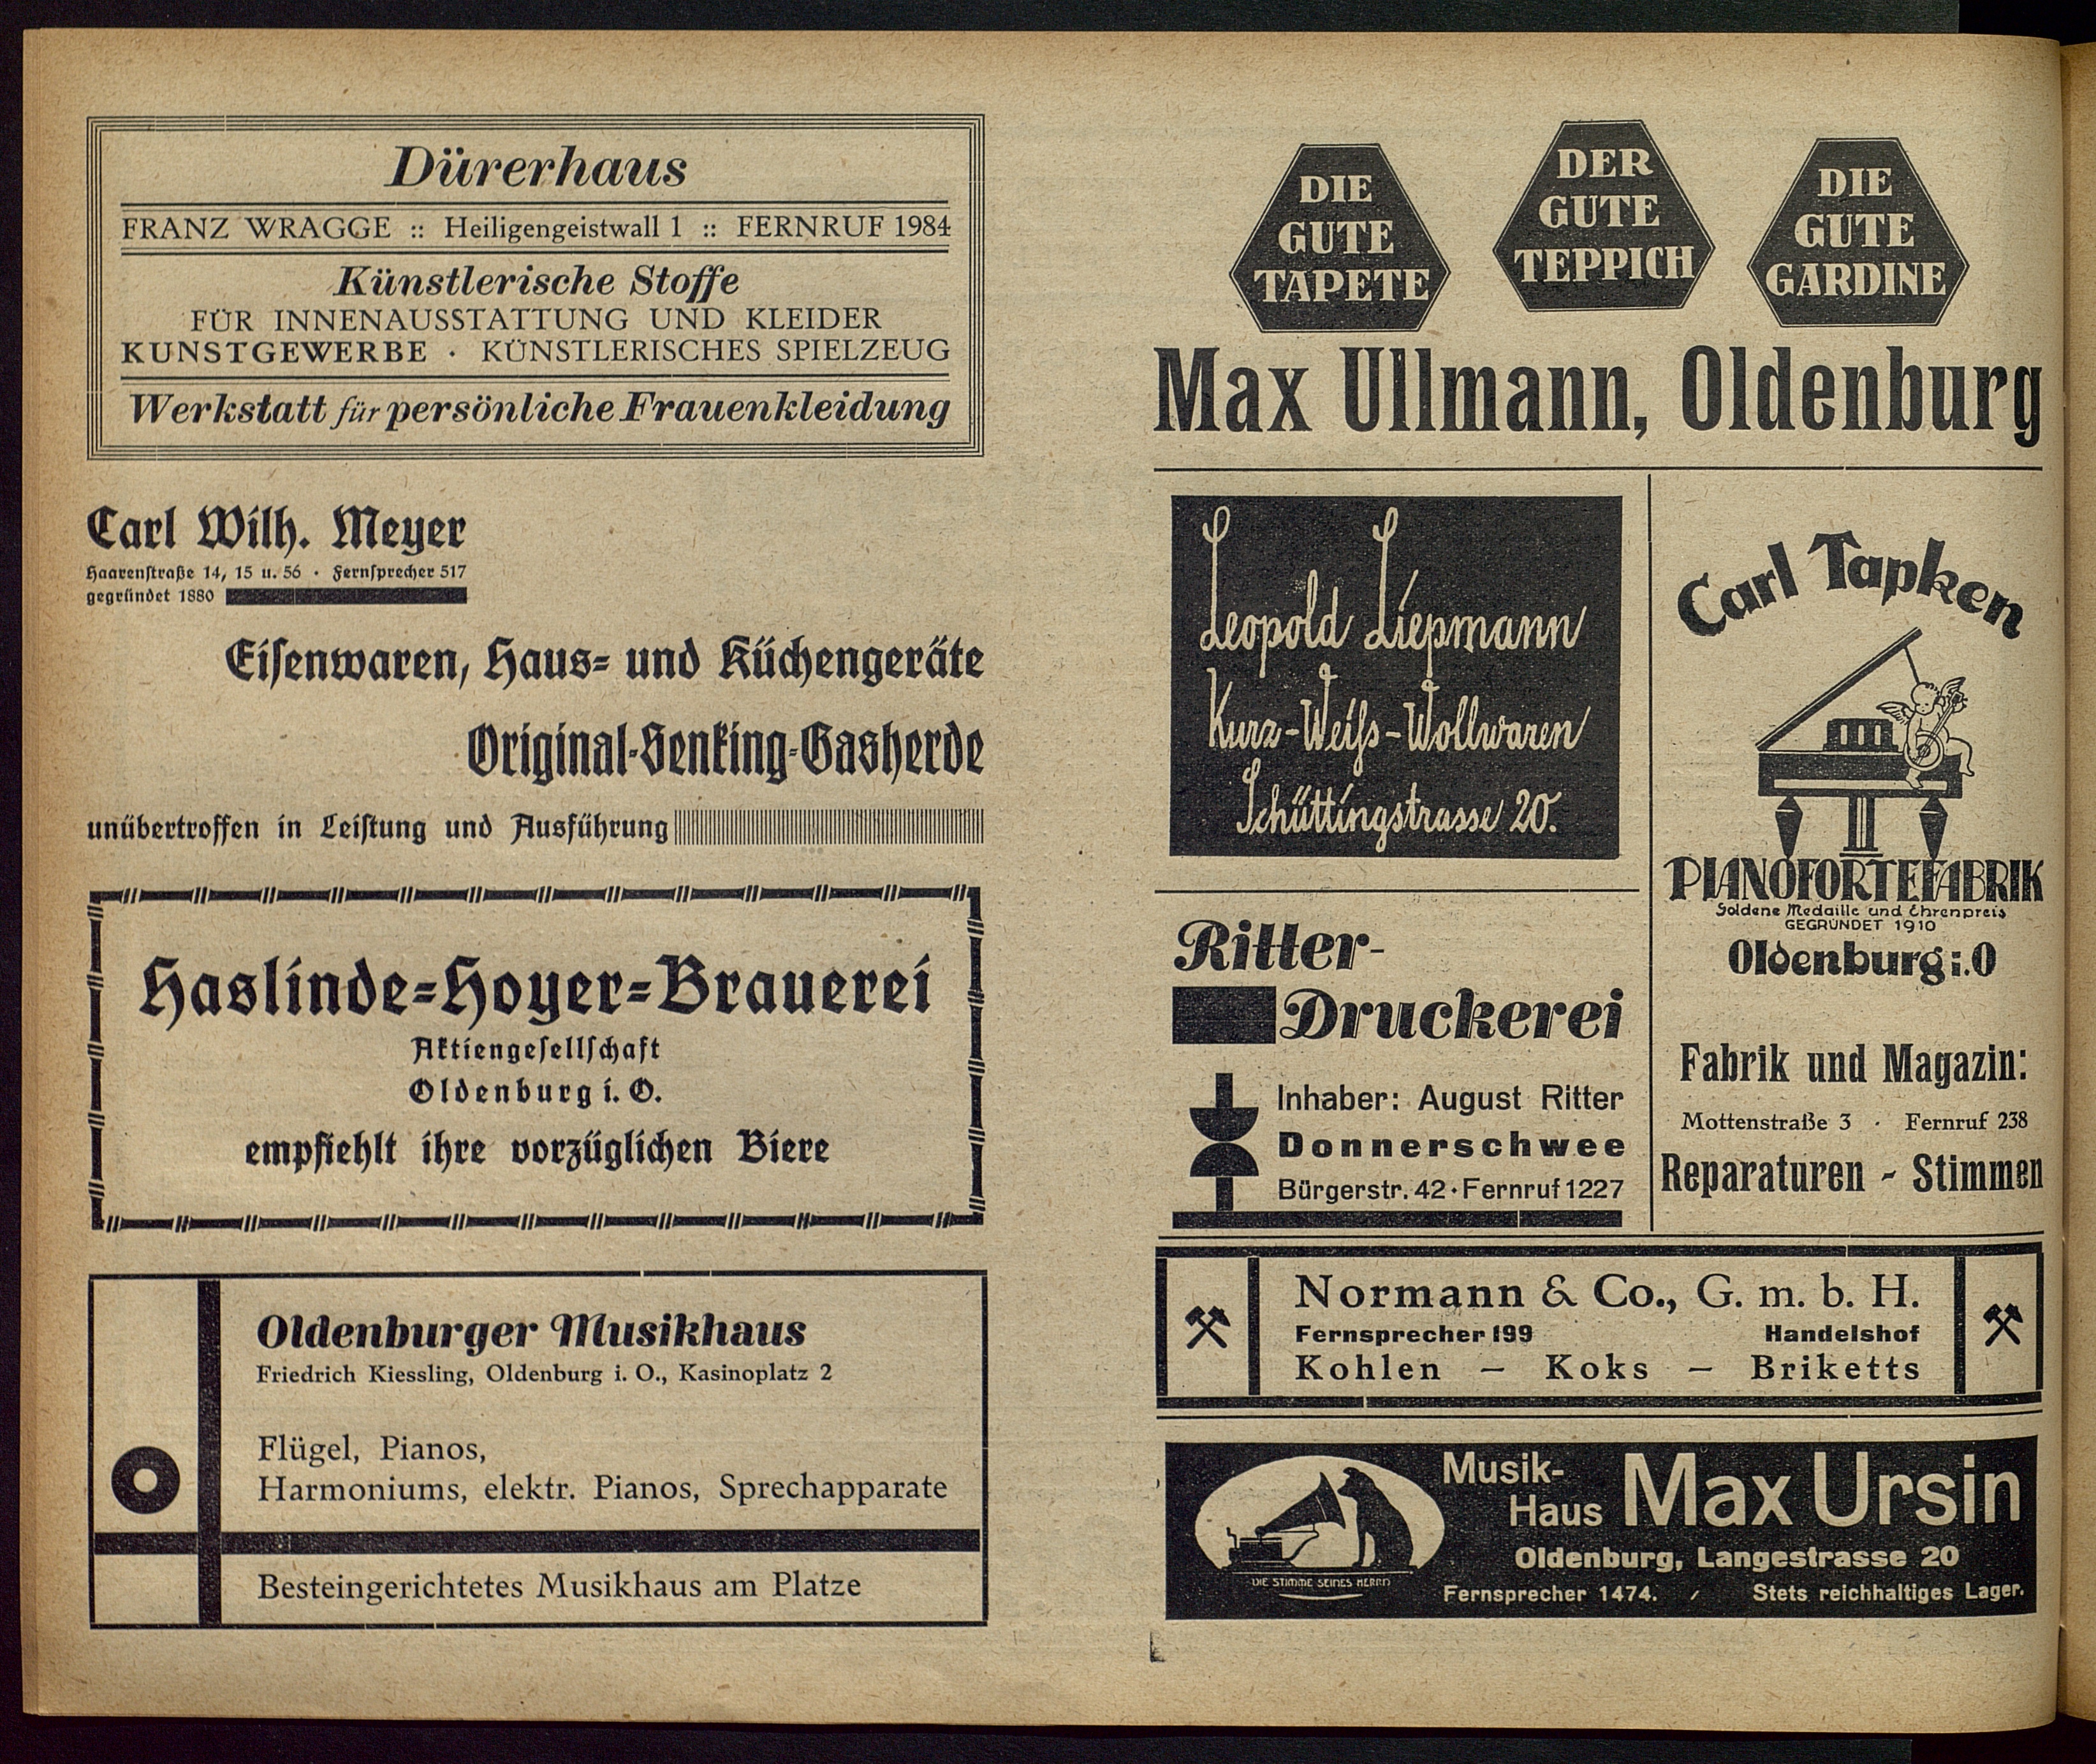 Dürerhaus
FRANZ WRAGGE :: Heiligengeistwall 1 :: FERNRUF 1984
Künstlerische Stoffe
FÜR INNENAUSSTATTUNG UND KLEIDER
KUNSTGEWERBE · KÜNSTLERISCHES SPIELZEUG
Werkstatt für persönliche Frauenkleidung
Carl Wilh. Meyer
Haarenſtraße 14, 15 u. 56 · Fernſprecher 517
gegründet 1880
Eiſenwaren, Haus- und Küchengeräte
Original-Senking-Gasherde
unübertroffen in Leiſtung und Ausführung
Haslinde-Hoyer-Brauerei
Aktiengeſellſchaft
Oldenburg i. O.
empfiehlt ihre vorzüglichen Biere
Oldenburger Musikhaus
Friedrich Kiessling, Oldenburg i. O., Kasinoplatz 2
Flügel, Pianos,
Harmoniums, elektr. Pianos, Sprechapparate
Besteingerichtetes Musikhaus am Platze
DIE
GUTE
TAPETE
DER
GUTE
TEPPICH
DIE
GUTE
GARDINE
Max Ullmann, Oldenburg
Leopold Liepmann
Kurz-Weiſs-Wollwaren
Schüttingstrasse 20.
Ritter-
Druckerei
Inhaber: August Ritter
Donnerschwee
Bürgerstr. 42 · Fernruf 1227
Carl Tapken
PIANOFORTEFABRIK
Goldene Medaille und Ehrenpreis
GEGRÜNDET 1910
Oldenburg i. O
Fabrik und Magazin:
Mottenstraße 3 · Fernruf 238
Reparaturen - Stimmen
Normann & Co., G. m. b. H.
Fernsprecher 199 Handelshof
Kohlen – Koks – Briketts
Musik-
Haus Max Ursin
Oldenburg, Langestrasse 20
DIE STIMME SEINES HERRN
Fernsprecher 1474. / Stets reichhaltiges Lager.